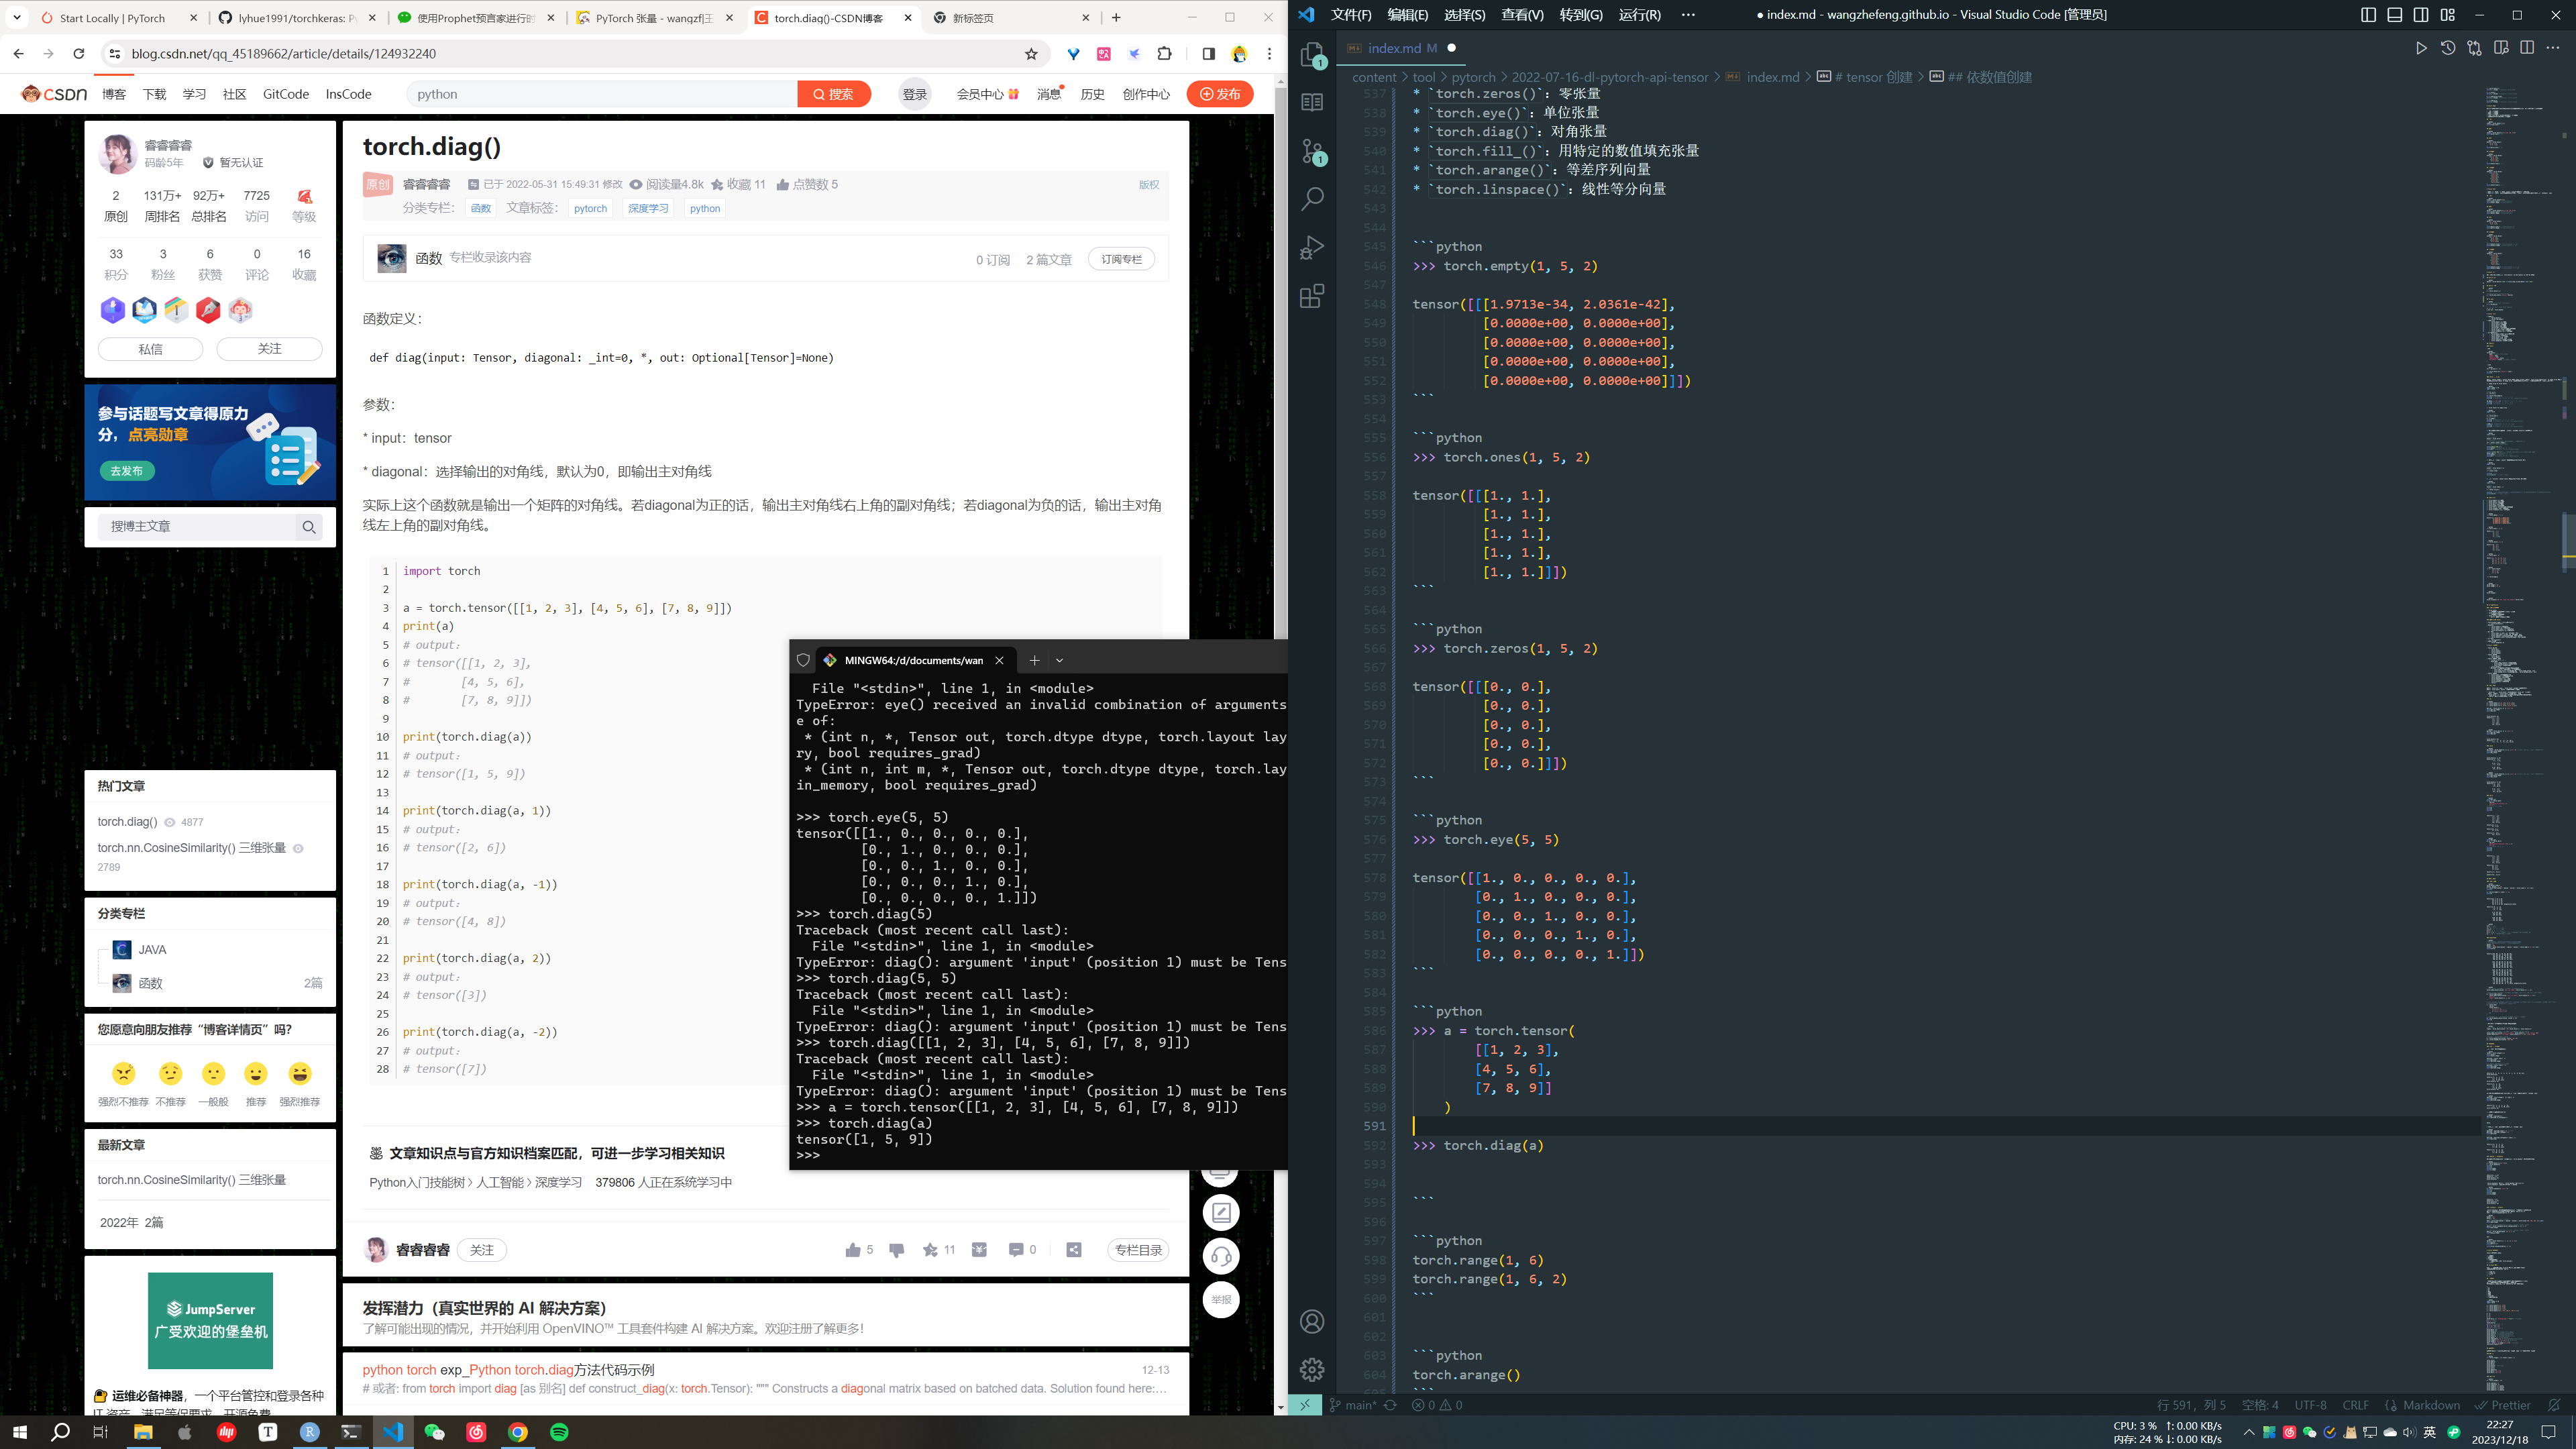 Start Locally | PyTorch
lyhue1991/torchkeras: Py
使用Prophet预言家进行时
PyTorch 张量 - wangzf|王
torch.diag()-CSDN博客
新标签页
blog.csdn.net/qq_45189662/article/details/124932240
CSDN 博客 下载 学习 社区 GitCode InsCode
python
搜索
登录 会员中心 消息 历史 创作中心 发布
睿睿睿睿
码龄5年 暂无认证
2 131万+ 92万+ 7725
原创 周排名 总排名 访问 等级
33 3 6 0 16
积分 粉丝 获赞 评论 收藏
私信 关注
参与话题写文章得原力
分，点亮勋章
去发布
搜博主文章
热门文章
torch.diag() 4877
torch.nn.CosineSimilarity() 三维张量
2789
分类专栏
JAVA
函数 2篇
您愿意向朋友推荐“博客详情页”吗？
强烈不推荐 不推荐 一般般 推荐 强烈推荐
最新文章
torch.nn.CosineSimilarity() 三维张量
2022年 2篇
JumpServer
广受欢迎的堡垒机
运维必备神器，一个平台管控和登录各种
IT 资产，满足等保要求，开源免费
torch.diag()
原创 睿睿睿睿 已于 2022-05-31 15:49:31 修改 阅读量4.8k 收藏 11 点赞数 5 版权
分类专栏： 函数 文章标签： pytorch 深度学习 python
函数 专栏收录该内容 0 订阅 2 篇文章 订阅专栏
函数定义：
def diag(input: Tensor, diagonal: _int=0, *, out: Optional[Tensor]=None)
参数：
* input：tensor
* diagonal：选择输出的对角线，默认为0，即输出主对角线
实际上这个函数就是输出一个矩阵的对角线。若diagonal为正的话，输出主对角线右上角的副对角线；若diagonal为负的话，输出主对角
线左上角的副对角线。
1 import torch
2
3 a = torch.tensor([[1, 2, 3], [4, 5, 6], [7, 8, 9]])
4 print(a)
5 # output:
6 # tensor([[1, 2, 3],
7 #        [4, 5, 6],
8 #        [7, 8, 9]])
9
10 print(torch.diag(a))
11 # output:
12 # tensor([1, 5, 9])
13
14 print(torch.diag(a, 1))
15 # output:
16 # tensor([2, 6])
17
18 print(torch.diag(a, -1))
19 # output:
20 # tensor([4, 8])
21
22 print(torch.diag(a, 2))
23 # output:
24 # tensor([3])
25
26 print(torch.diag(a, -2))
27 # output:
28 # tensor([7])
文章知识点与官方知识档案匹配，可进一步学习相关知识
Python入门技能树 人工智能 深度学习 379806 人正在系统学习中
睿睿睿睿 关注 5 11 0 专栏目录
举报
发挥潜力（真实世界的 AI 解决方案）
了解可能出现的情况，并开始利用 OpenVINO™ 工具套件构建 AI 解决方案。欢迎注册了解更多！
python torch exp_Python torch.diag方法代码示例 12-13
# 或者: from torch import diag [as 别名] def construct_diag(x: torch.Tensor): """ Constructs a diagonal matrix based on batched data. Solution found here:…
MINGW64:/d/documents/wan
  File "<stdin>", line 1, in <module>
TypeError: eye() received an invalid combination of arguments
e of:
 * (int n, *, Tensor out, torch.dtype dtype, torch.layout lay
ry, bool requires_grad)
 * (int n, int m, *, Tensor out, torch.dtype dtype, torch.lay
in_memory, bool requires_grad)
>>> torch.eye(5, 5)
tensor([[1., 0., 0., 0., 0.],
        [0., 1., 0., 0., 0.],
        [0., 0., 1., 0., 0.],
        [0., 0., 0., 1., 0.],
        [0., 0., 0., 0., 1.]])
>>> torch.diag(5)
Traceback (most recent call last):
  File "<stdin>", line 1, in <module>
TypeError: diag(): argument 'input' (position 1) must be Tens
>>> torch.diag(5, 5)
Traceback (most recent call last):
  File "<stdin>", line 1, in <module>
TypeError: diag(): argument 'input' (position 1) must be Tens
>>> torch.diag([[1, 2, 3], [4, 5, 6], [7, 8, 9]])
Traceback (most recent call last):
  File "<stdin>", line 1, in <module>
TypeError: diag(): argument 'input' (position 1) must be Tens
>>> a = torch.tensor([[1, 2, 3], [4, 5, 6], [7, 8, 9]])
>>> torch.diag(a)
tensor([1, 5, 9])
>>>
文件(F) 编辑(E) 选择(S) 查看(V) 转到(G) 运行(R) ···
● index.md - wangzhefeng.github.io - Visual Studio Code [管理员]
index.md M
content > tool > pytorch > 2022-07-16-dl-pytorch-api-tensor > index.md > # tensor 创建 > ## 依数值创建
537 * `torch.zeros()`: 零张量
538 * `torch.eye()`: 单位张量
539 * `torch.diag()`: 对角张量
540 * `torch.fill_()`: 用特定的数值填充张量
541 * `torch.arange()`: 等差序列向量
542 * `torch.linspace()`: 线性等分向量
543
544
545 ```python
546 >>> torch.empty(1, 5, 2)
547
548 tensor([[[1.9713e-34, 2.0361e-42],
549          [0.0000e+00, 0.0000e+00],
550          [0.0000e+00, 0.0000e+00],
551          [0.0000e+00, 0.0000e+00],
552          [0.0000e+00, 0.0000e+00]]])
553 ```
554
555 ```python
556 >>> torch.ones(1, 5, 2)
557
558 tensor([[[1., 1.],
559          [1., 1.],
560          [1., 1.],
561          [1., 1.],
562          [1., 1.]]])
563 ```
564
565 ```python
566 >>> torch.zeros(1, 5, 2)
567
568 tensor([[[0., 0.],
569          [0., 0.],
570          [0., 0.],
571          [0., 0.],
572          [0., 0.]]])
573 ```
574
575 ```python
576 >>> torch.eye(5, 5)
577
578 tensor([[1., 0., 0., 0., 0.],
579         [0., 1., 0., 0., 0.],
580         [0., 0., 1., 0., 0.],
581         [0., 0., 0., 1., 0.],
582         [0., 0., 0., 0., 1.]])
583 ```
584
585 ```python
586 >>> a = torch.tensor(
587         [[1, 2, 3],
588         [4, 5, 6],
589         [7, 8, 9]]
590     )
591
592 >>> torch.diag(a)
593
594
595 ```
596
597 ```python
598 torch.range(1, 6)
599 torch.range(1, 6, 2)
600 ```
601
602
603 ```python
604 torch.arange()
605 ```
main* 0 0
行 591，列 5 空格: 4 UTF-8 CRLF Markdown Prettier
CPU: 3 % ↑: 0.00 KB/s
内存: 24 % ↓: 0.00 KB/s
英
22:27
2023/12/18